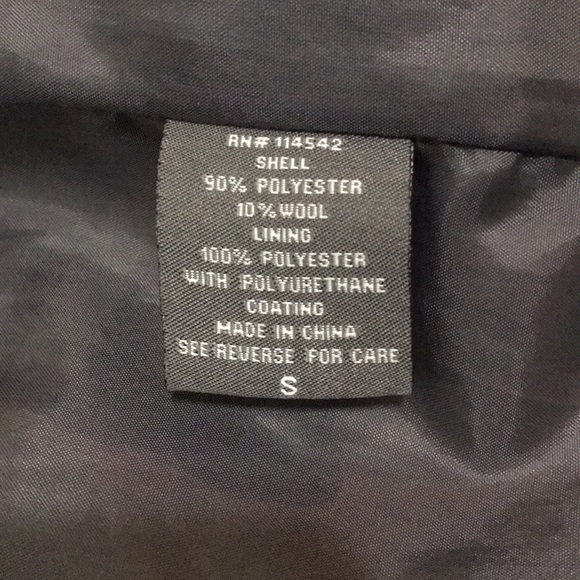 RN# 114542
SHELL
90% POLYESTER
10% WOOL
LINING
100% POLYESTER
WITH POLYURETHANE
COATING
MADE IN CHINA
SEE REVERSE FOR CARE
S